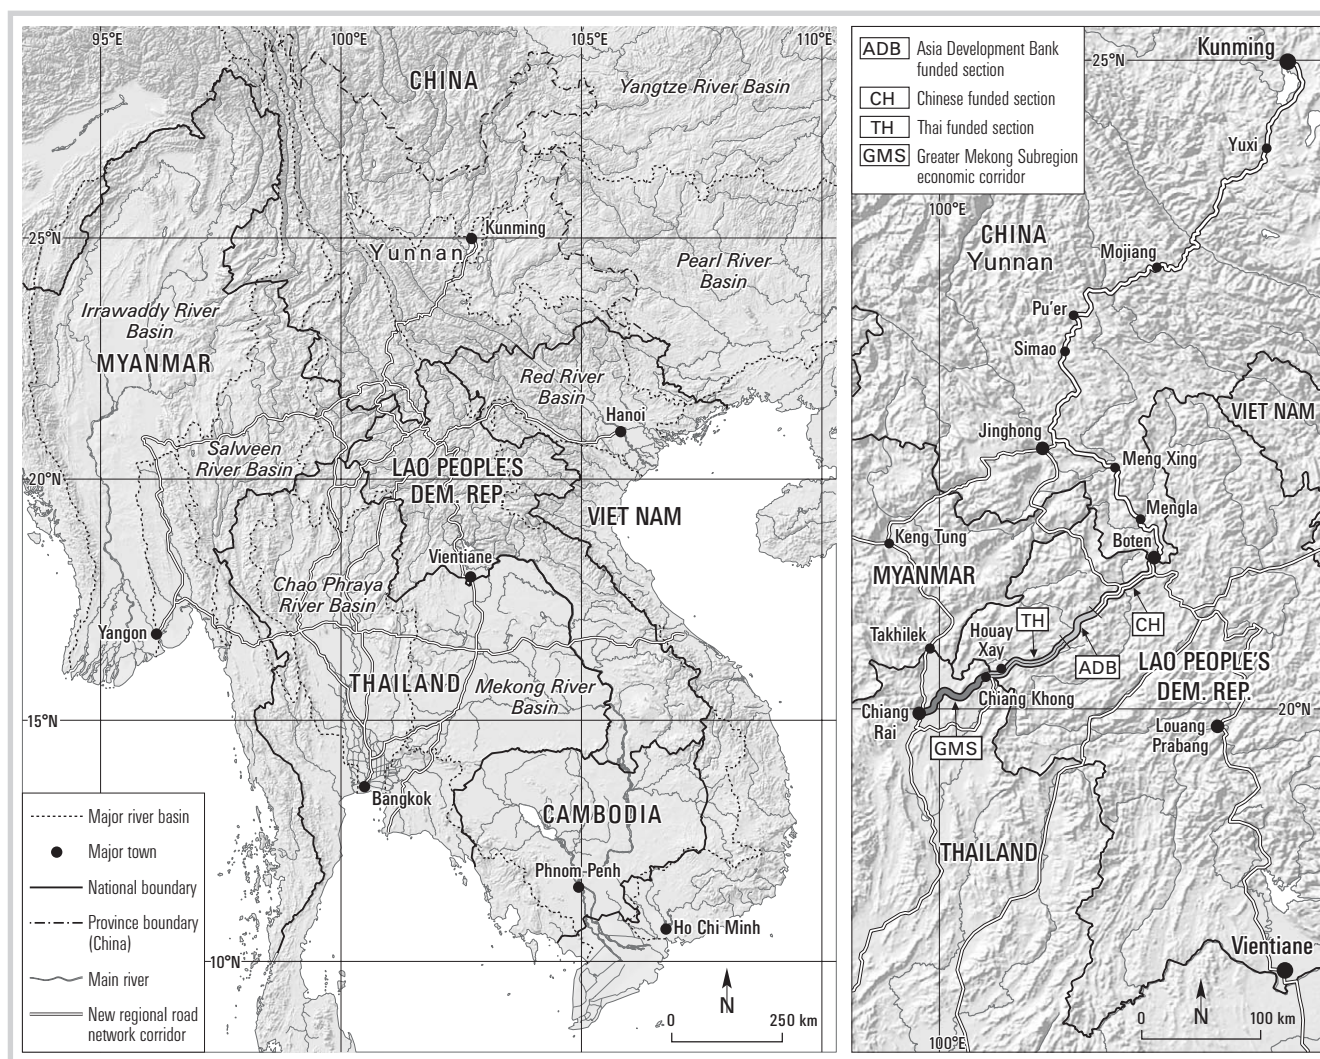 95°E
100°E
105°E
110°E
CHINA
Yangtze River Basin
Kunming
25°N
Yunnan
Pearl River
Basin
Irrawaddy River
Basin
MYANMAR
Red River
Basin
Hanoi
Salween
River Basin
LAO PEOPLE'S
DEM. REP.
20°N
VIET NAM
Vientiane
Chao Phraya
River Basin
Yangon
THAILAND
Mekong River
Basin
15°N
Bangkok
CAMBODIA
Phnom-Penh
Ho Chi Minh
10°N
Major river basin
Major town
National boundary
Province boundary
(China)
Main river
New regional road
network corridor
N
0
250 km
ADB
Asia Development Bank
funded section
CH
Chinese funded section
TH
Thai funded section
GMS
Greater Mekong Subregion
economic corridor
Kunming
25°N
Yuxi
100°E
CHINA
Yunnan
Mojiang
Pu'er
Simao
VIET NAM
Jinghong
Meng Xing
Mengla
Keng Tung
Boten
MYANMAR
TH
CH
Takhilek
Houay
Xay
ADB
LAO PEOPLE'S
DEM. REP.
Chiang Khong
Chiang
Rai
20°N
Louang
Prabang
GMS
THAILAND
Vientiane
N
0
100 km
100°E